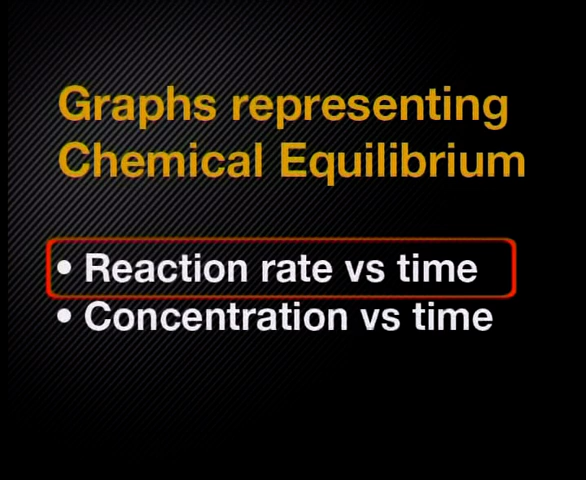 Graphs representing
Chemical Equilibrium
• Reaction rate vs time
• Concentration vs time